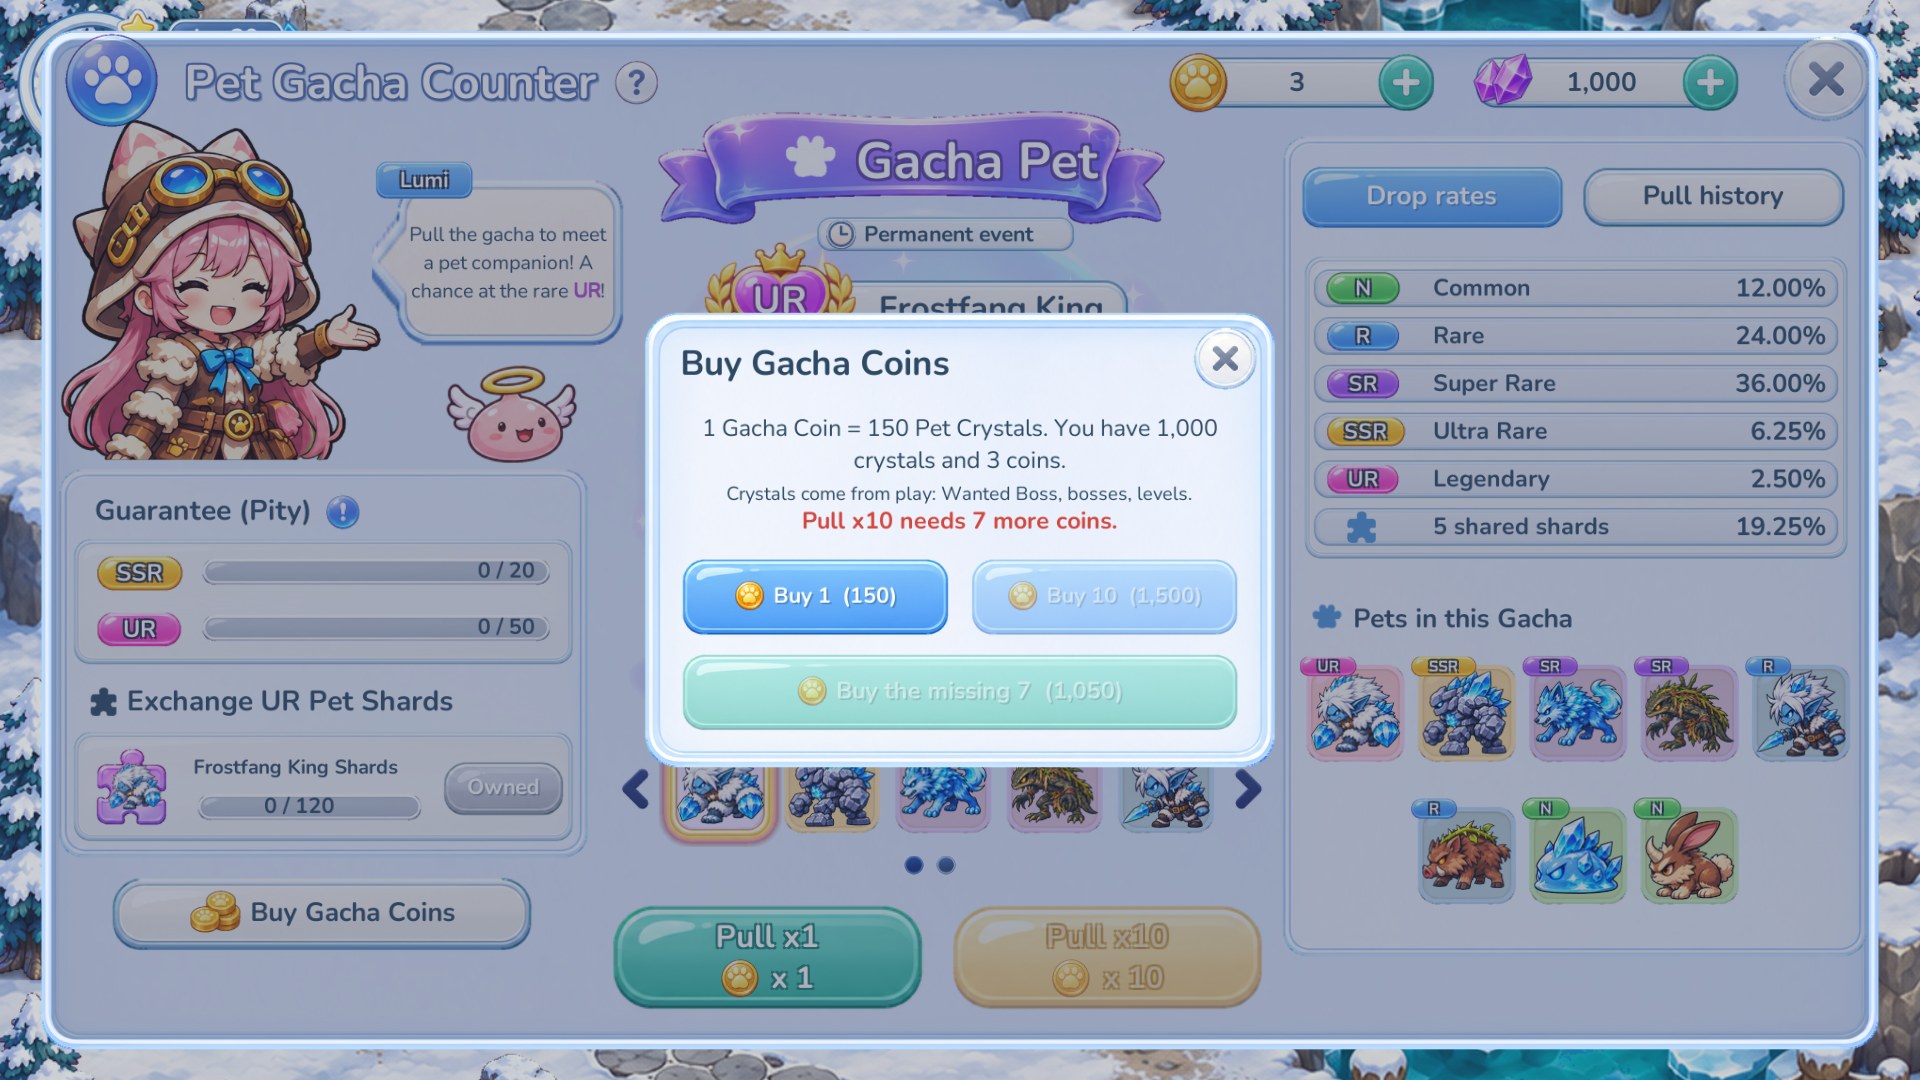 Pet Gacha Counter ?
3
1,000
Lumi
Pull the gacha to meet
a pet companion! A
chance at the rare UR!
Gacha Pet
Permanent event
UR
Frostfang King
Drop rates
Pull history
N Common 12.00%
R Rare 24.00%
SR Super Rare 36.00%
SSR Ultra Rare 6.25%
UR Legendary 2.50%
5 shared shards 19.25%
Buy Gacha Coins
1 Gacha Coin = 150 Pet Crystals. You have 1,000
crystals and 3 coins.
Crystals come from play: Wanted Boss, bosses, levels.
Pull x10 needs 7 more coins.
Buy 1 (150)
Buy 10 (1,500)
Buy the missing 7 (1,050)
Guarantee (Pity) !
SSR 0 / 20
UR 0 / 50
Exchange UR Pet Shards
Frostfang King Shards
0 / 120
Owned
Buy Gacha Coins
Pull x1
x 1
Pull x10
x 10
Pets in this Gacha
UR SSR SR SR R
R N N